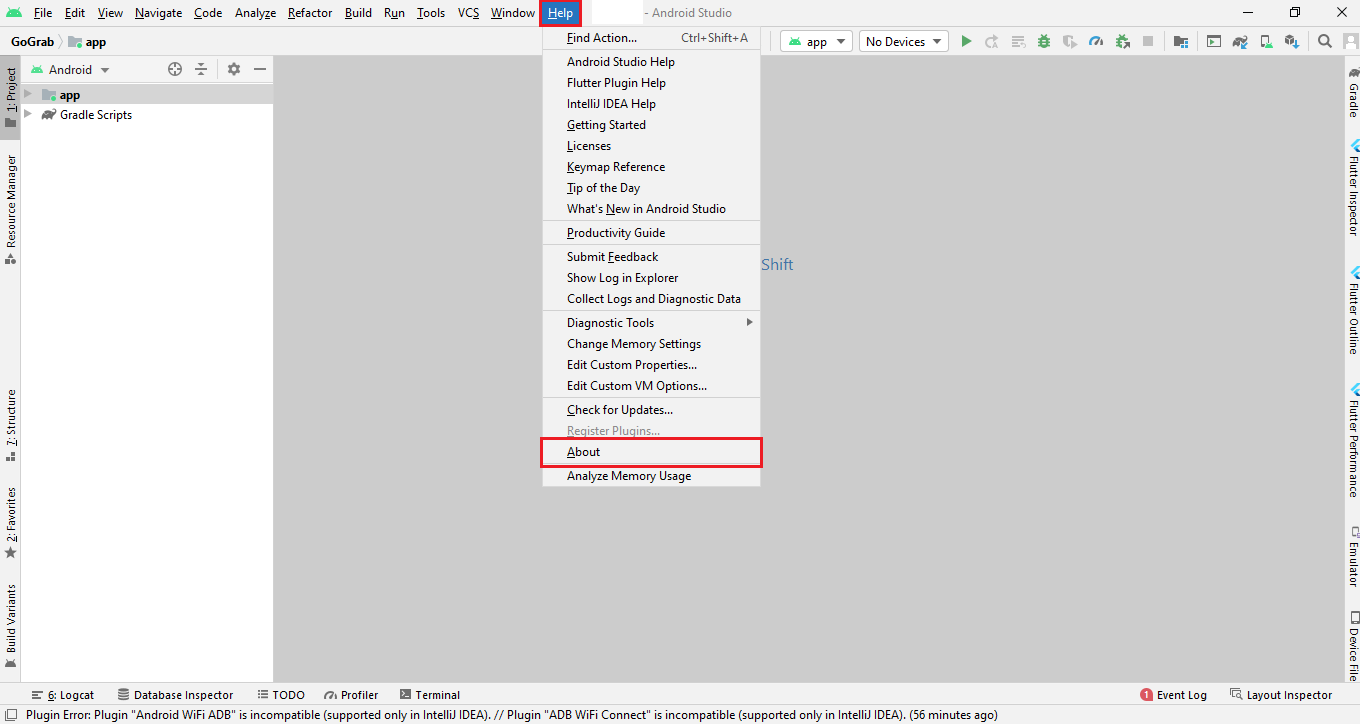 File Edit View Navigate Code Analyze Refactor Build Run Tools VCS Window Help - Android Studio
GoGrab app
app No Devices
Android
app
Gradle Scripts
Find Action... Ctrl+Shift+A
Android Studio Help
Flutter Plugin Help
IntelliJ IDEA Help
Getting Started
Licenses
Keymap Reference
Tip of the Day
What's New in Android Studio
Productivity Guide
Submit Feedback
Show Log in Explorer
Collect Logs and Diagnostic Data
Diagnostic Tools
Change Memory Settings
Edit Custom Properties...
Edit Custom VM Options...
Check for Updates...
Register Plugins...
About
Analyze Memory Usage
Shift
1: Project
Resource Manager
7: Structure
2: Favorites
Build Variants
Gradle
Flutter Inspector
Flutter Outline
Flutter Performance
Emulator
Device File
6: Logcat Database Inspector TODO Profiler Terminal 1 Event Log Layout Inspector
Plugin Error: Plugin "Android WiFi ADB" is incompatible (supported only in IntelliJ IDEA). // Plugin "ADB WiFi Connect" is incompatible (supported only in IntelliJ IDEA). (56 minutes ago)